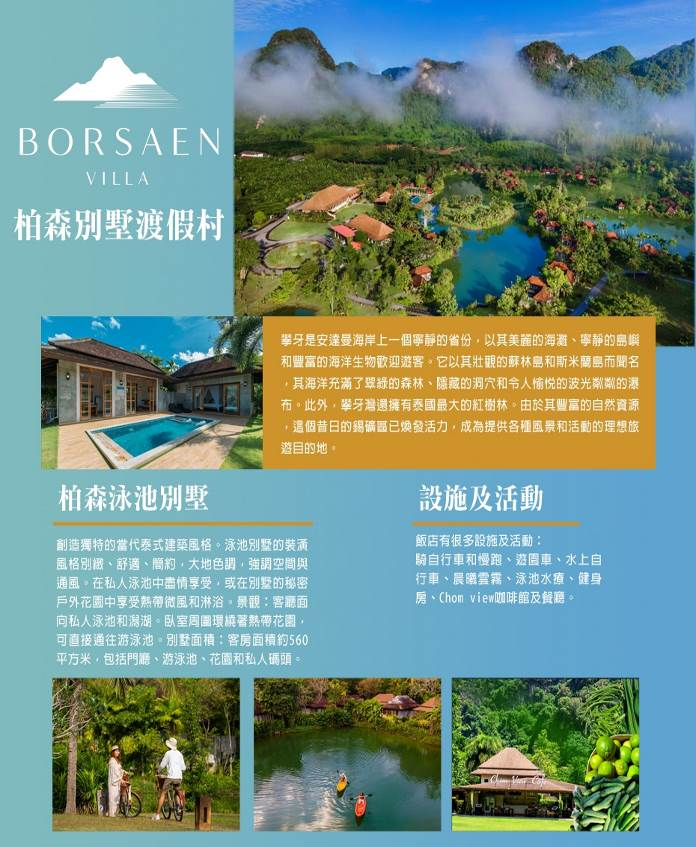 BORSAEN
VILLA
柏森別墅渡假村
攀牙是安達曼海岸上一個寧靜的省份，以其美麗的海灘、寧靜的島嶼
和豐富的海洋生物歡迎遊客。它以其壯觀的蘇林島和斯米蘭島而聞名
，其海洋充滿了翠綠的森林、隱藏的洞穴和令人愉悅的波光粼粼的瀑
布。此外，攀牙灣還擁有泰國最大的紅樹林。由於其豐富的自然資源
，這個昔日的錫礦區已煥發活力，成為提供各種風景和活動的理想旅
遊目的地。
柏森泳池別墅
創造獨特的當代泰式建築風格。泳池別墅的裝潢
風格別緻、舒適、簡約，大地色調，強調空間與
通風。在私人泳池中盡情享受，或在別墅的秘密
戶外花園中享受熱帶微風和淋浴。景觀：客廳面
向私人泳池和潟湖。臥室周圍環繞著熱帶花園，
可直接通往游泳池。別墅面積：客房面積約560
平方米，包括門廳、游泳池、花園和私人碼頭。
設施及活動
飯店有很多設施及活動：
騎自行車和慢跑、遊園車、水上自
行車、晨曦雲霧、泳池水療、健身
房、Chom view咖啡館及餐廳。
Chom View Cafe